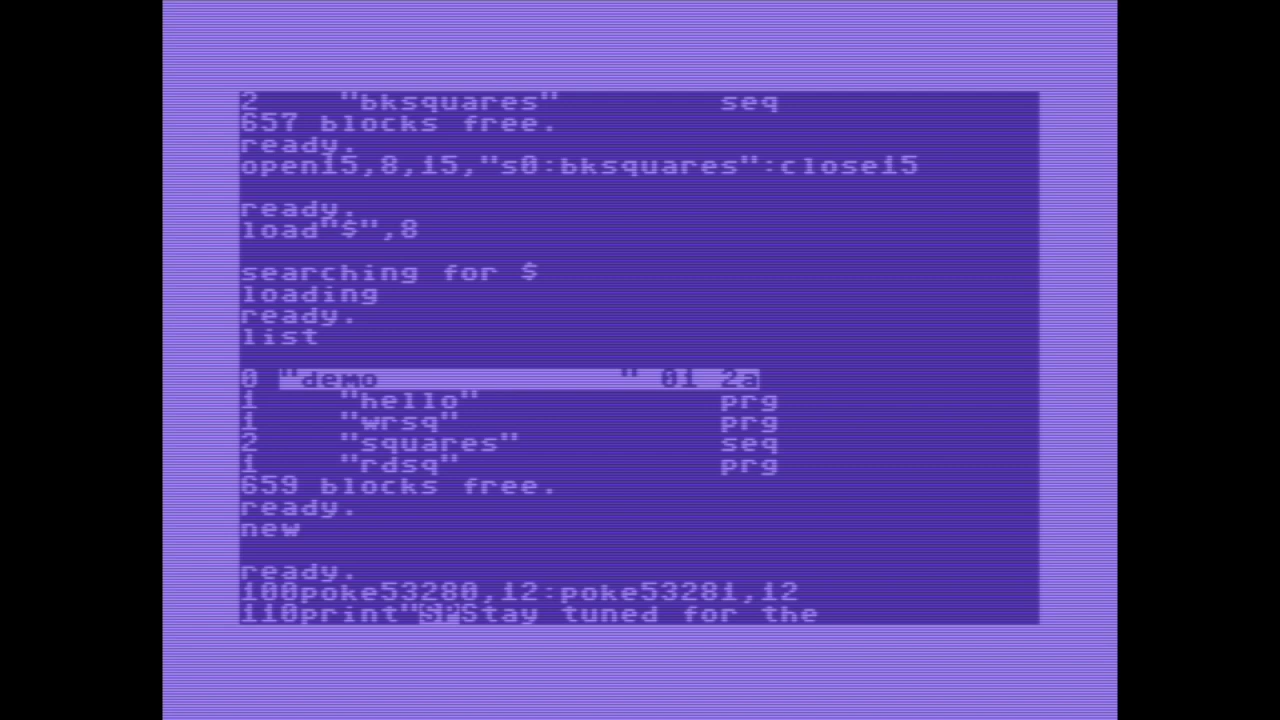 2    "bksquares"        seq
657 blocks free.
ready.
open15,8,15,"s0:bksquares":close15
ready.
load"$",8
searching for $
loading
ready.
list
0 "demo            " 01 2a
1    "hello"            prg
1    "wrsq"             prg
2    "squares"          seq
1    "rdsq"             prg
659 blocks free.
ready.
new
ready.
100poke53280,12:poke53281,12
110print"SPStay tuned for the